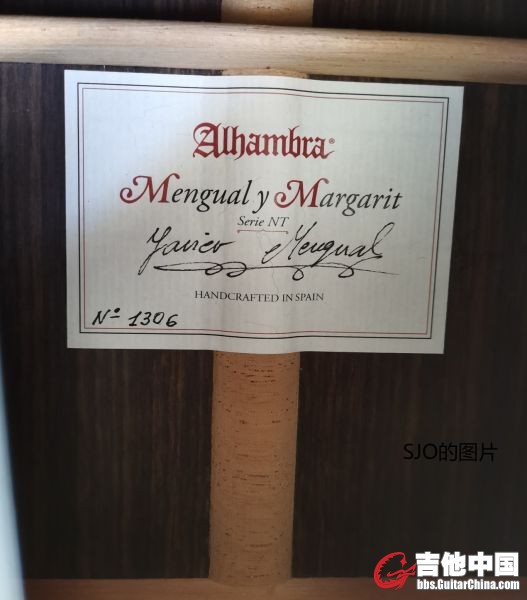 Alhambra®
Mengual y Margarit
Serie NT
Javier Mengual
HANDCRAFTED IN SPAIN
Nº 1306
SJO的图片
吉他中国
bbs.GuitarChina.com